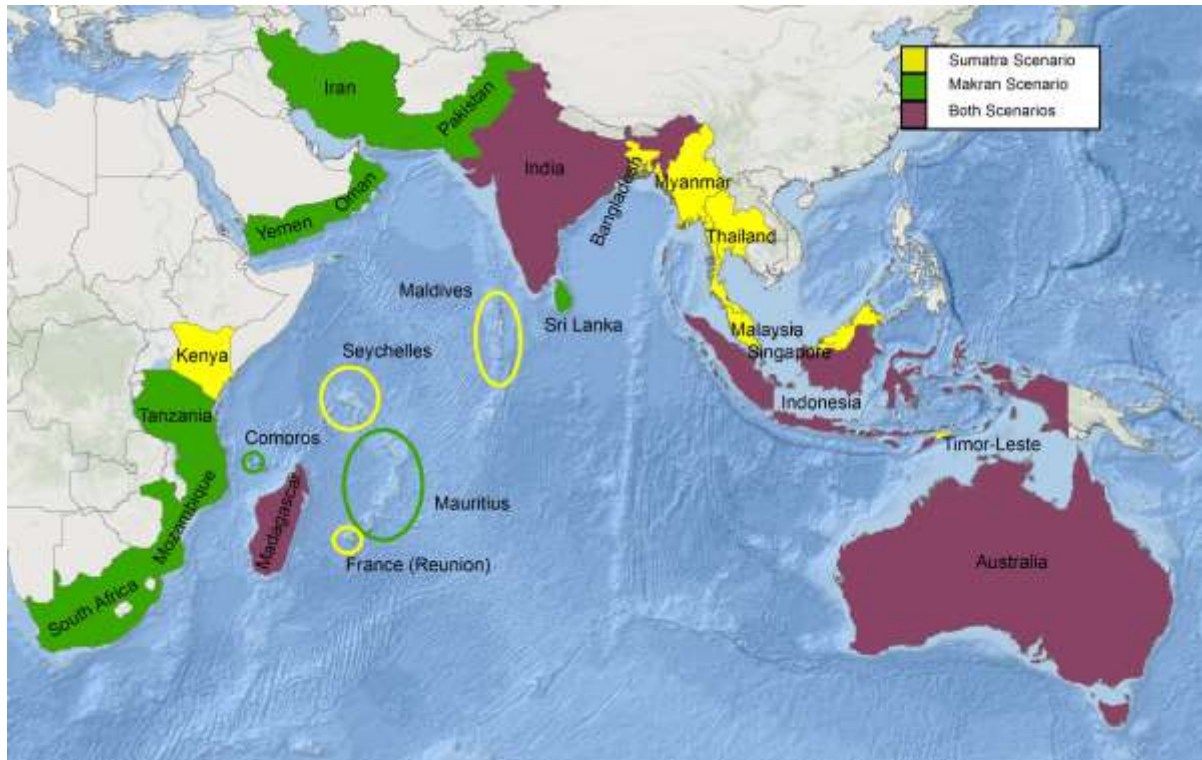 Sumatra Scenario
Makran Scenario
Both Scenarios
Iran
Pakistan
Oman
Yemen
India
Bangladesh
Myanmar
Thailand
Maldives
Sri Lanka
Malaysia
Singapore
Indonesia
Timor-Leste
Kenya
Seychelles
Tanzania
Comoros
Mauritius
Mozambique
Madagascar
France (Reunion)
South Africa
Australia